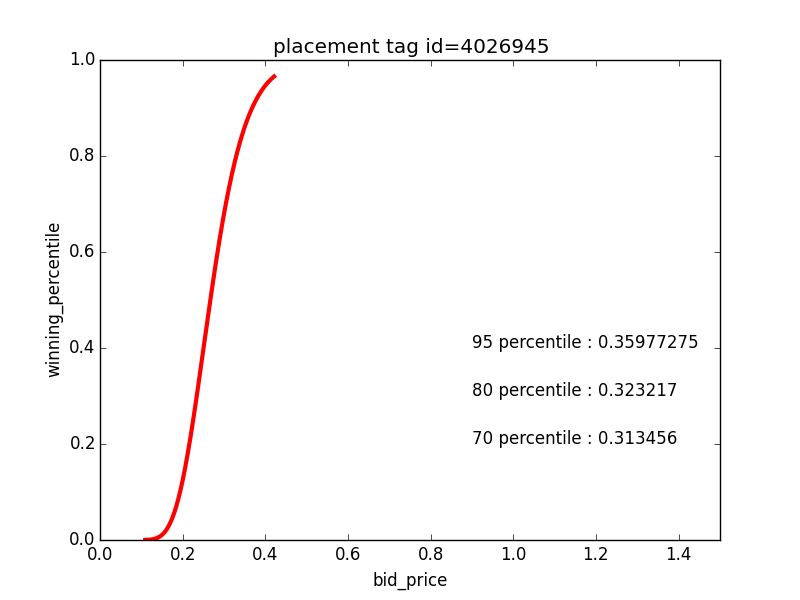 placement tag id=4026945
1.0
0.8
0.6
0.4
0.2
0.0
winning_percentile
95 percentile : 0.35977275
80 percentile : 0.323217
70 percentile : 0.313456
0.0 0.2 0.4 0.6 0.8 1.0 1.2 1.4
bid_price